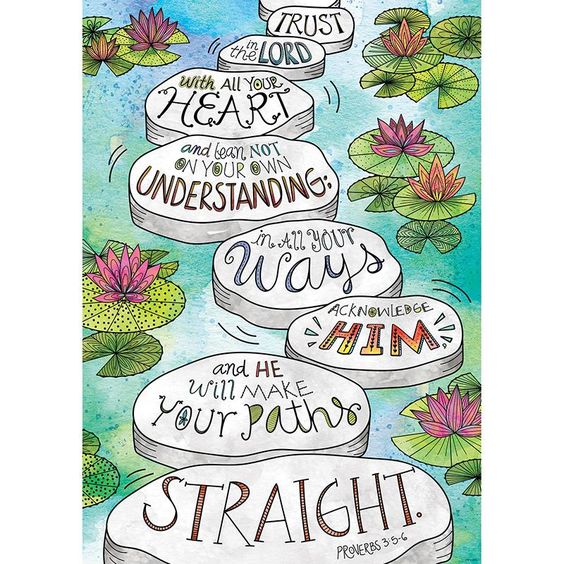 TRUST
in the LORD
with ALL YOUR
HEART
and lean NOT
ON YOUR OWN
UNDERSTANDING:
in ALL YOUR
Ways
ACKNOWLEDGE
HIM,
and HE
will MAKE
Your Paths
STRAIGHT.
PROVERBS 3:5-6